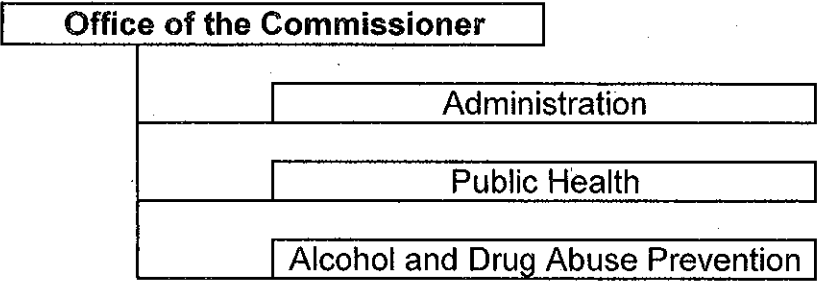 Office of the Commissioner
Administration
Public Health
Alcohol and Drug Abuse Prevention